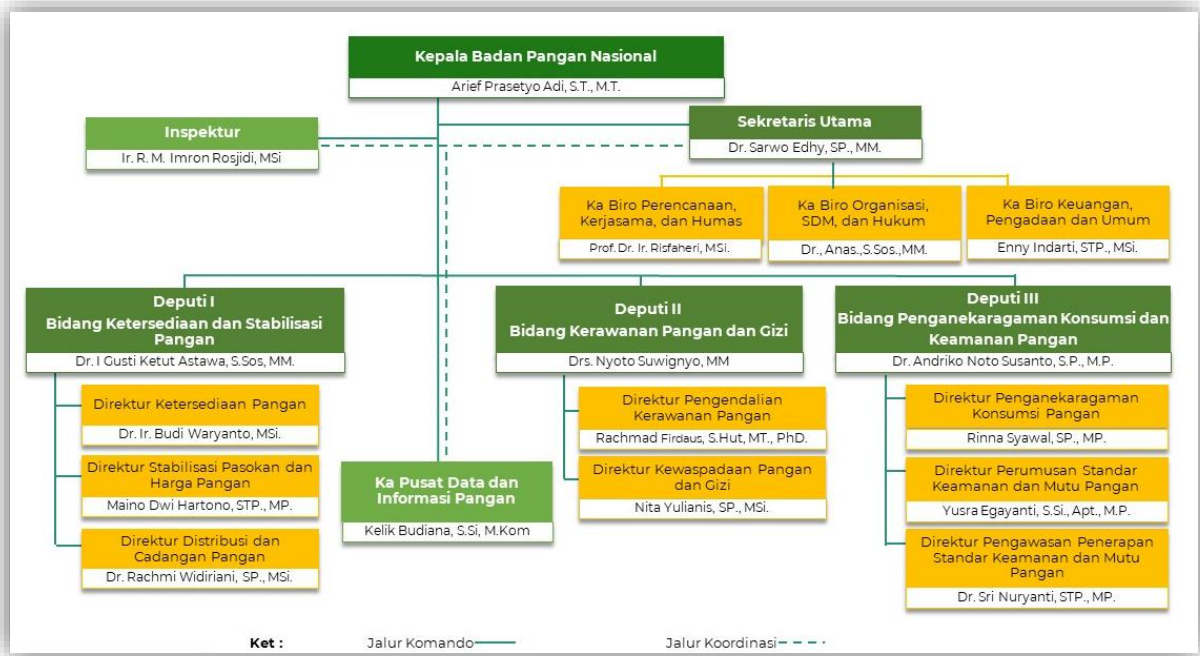 Kepala Badan Pangan Nasional
Arief Prasetyo Adi, S.T., M.T.
Inspektur
Ir. R. M. Imron Rosjidi, MSi
Sekretaris Utama
Dr. Sarwo Edhy, SP., MM.
Ka Biro Perencanaan,
Kerjasama, dan Humas
Prof. Dr. Ir. Risfaheri, MSi.
Ka Biro Organisasi,
SDM, dan Hukum
Dr., Anas.,S.Sos.,MM.
Ka Biro Keuangan,
Pengadaan dan Umum
Enny Indarti, STP., MSi.
Deputi I
Bidang Ketersediaan dan Stabilisasi
Pangan
Dr. I Gusti Ketut Astawa, S.Sos, MM.
Direktur Ketersediaan Pangan
Dr. Ir. Budi Waryanto, MSi.
Direktur Stabilisasi Pasokan dan
Harga Pangan
Maino Dwi Hartono, STP., MP.
Direktur Distribusi dan
Cadangan Pangan
Dr. Rachmi Widiriani, SP., MSi.
Ka Pusat Data dan
Informasi Pangan
Kelik Budiana, S.Si, M.Kom
Deputi II
Bidang Kerawanan Pangan dan Gizi
Drs. Nyoto Suwignyo, MM
Direktur Pengendalian
Kerawanan Pangan
Rachmad Firdaus, S.Hut, MT., PhD.
Direktur Kewaspadaan Pangan
dan Gizi
Nita Yulianis, SP., MSi.
Deputi III
Bidang Penganekaragaman Konsumsi dan
Keamanan Pangan
Dr. Andriko Noto Susanto, S.P., M.P.
Direktur Penganekaragaman
Konsumsi Pangan
Rinna Syawal, SP., MP.
Direktur Perumusan Standar
Keamanan dan Mutu Pangan
Yusra Egayanti, S.Si., Apt., M.P.
Direktur Pengawasan Penerapan
Standar Keamanan dan Mutu
Pangan
Dr. Sri Nuryanti, STP., MP.
Ket : Jalur Komando Jalur Koordinasi